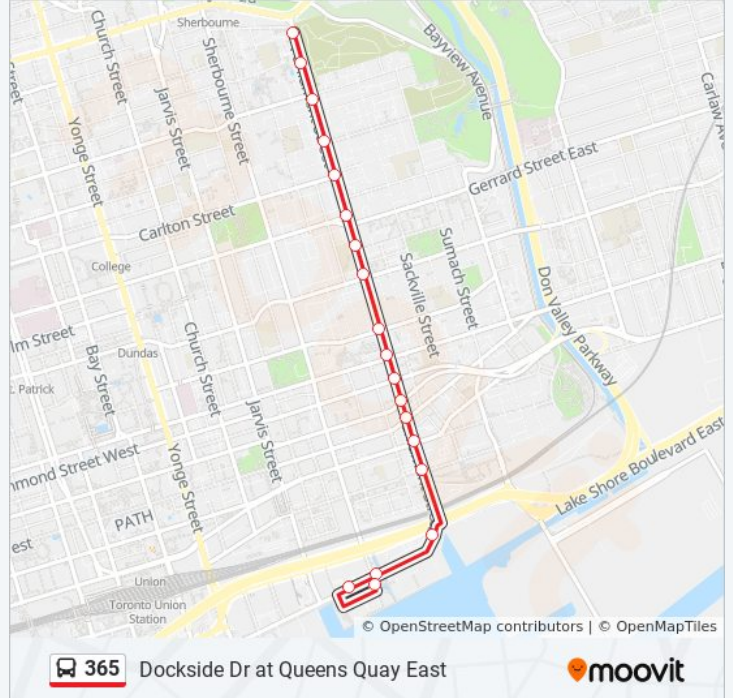 Sherbourne
Church Street
Jarvis Street
Sherbourne Street
Bayview Avenue
Yonge Street
Carlton Street
College
Gerrard Street East
Sumach Street
Sackville Street
Don Valley Parkway
lm Street
Bay Street
Dundas
Church Street
Patrick
Jarvis Street
Yonge Street
mond Street West
PATH
est
Lake Shore Boulevard East
Union
Toronto Union
Station
© OpenStreetMap contributors | © OpenMapTiles
365 Dockside Dr at Queens Quay East
moovit